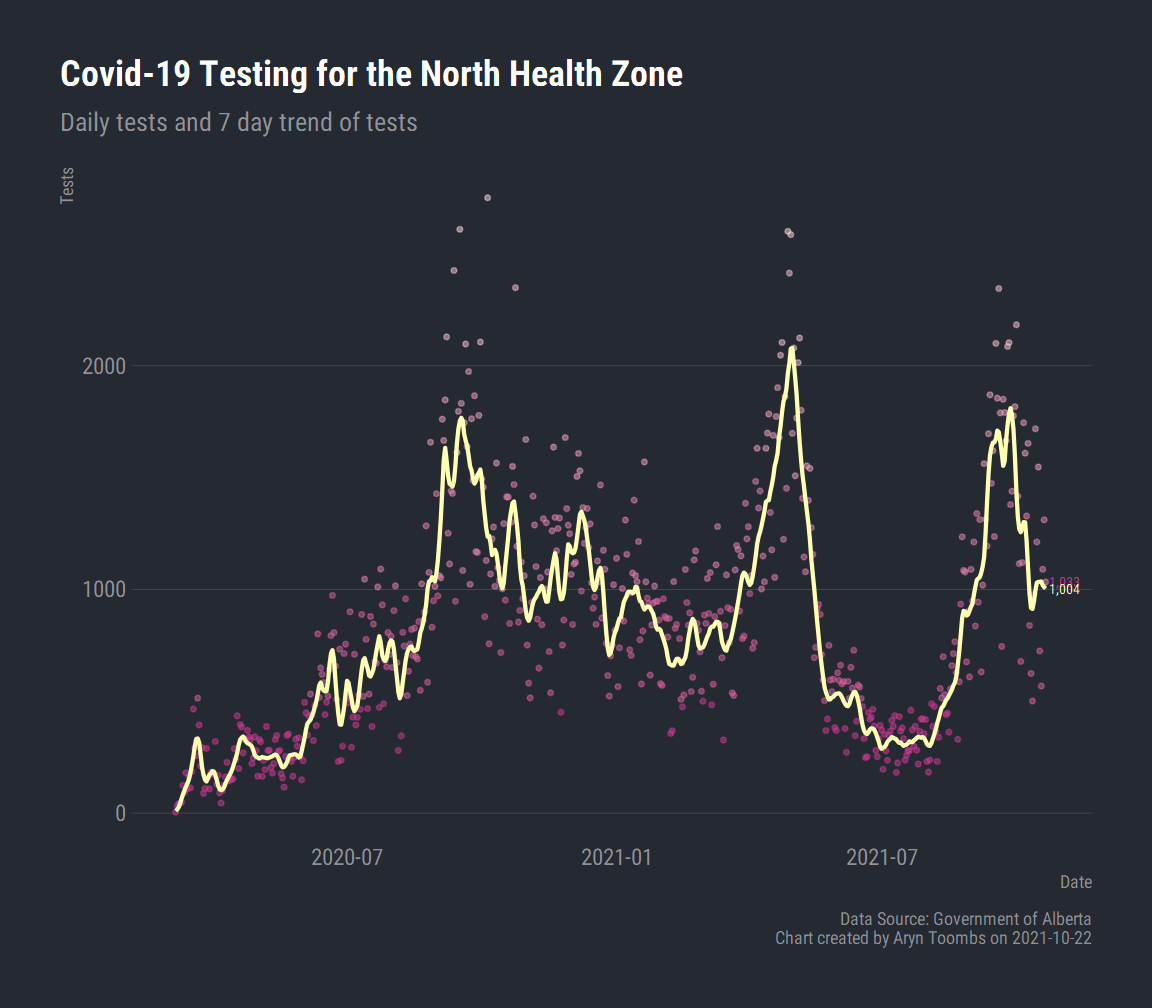 Covid-19 Testing for the North Health Zone
Daily tests and 7 day trend of tests
Tests
2000
1000
0
1,033
1,004
2020-07
2021-01
2021-07
Date
Data Source: Government of Alberta
Chart created by Aryn Toombs on 2021-10-22